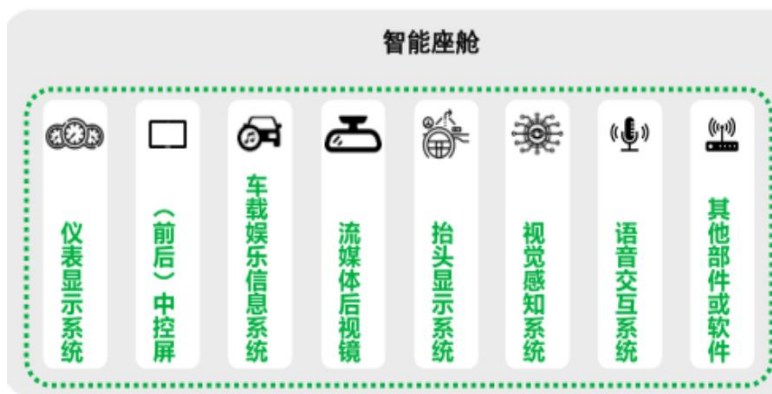 智能座舱
仪表显示系统
（前后）中控屏
车载娱乐信息系统
流媒体后视镜
抬头显示系统
视觉感知系统
语音交互系统
其他部件或软件